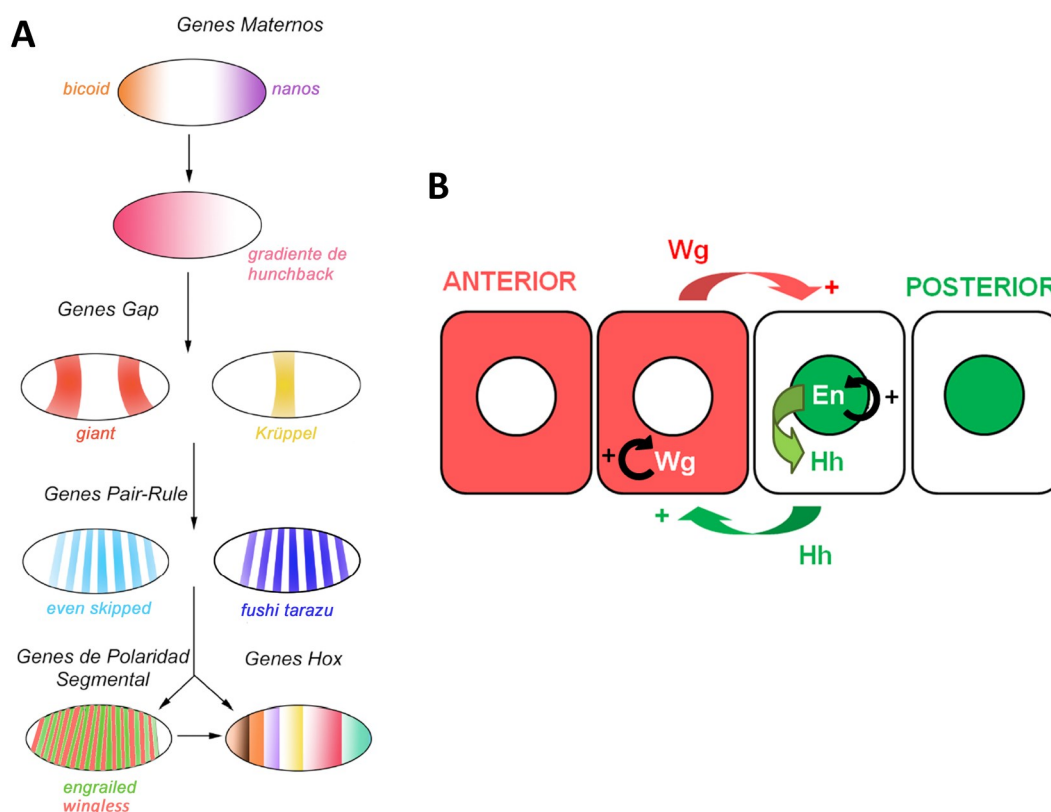 A
Genes Maternos
bicoid
nanos
gradiente de
hunchback
Genes Gap
giant
Krüppel
Genes Pair-Rule
even skipped
fushi tarazu
Genes de Polaridad
Segmental
Genes Hox
engrailed
wingless
B
Wg
+
ANTERIOR
POSTERIOR
En
+
Hh
+
Wg
+
Hh